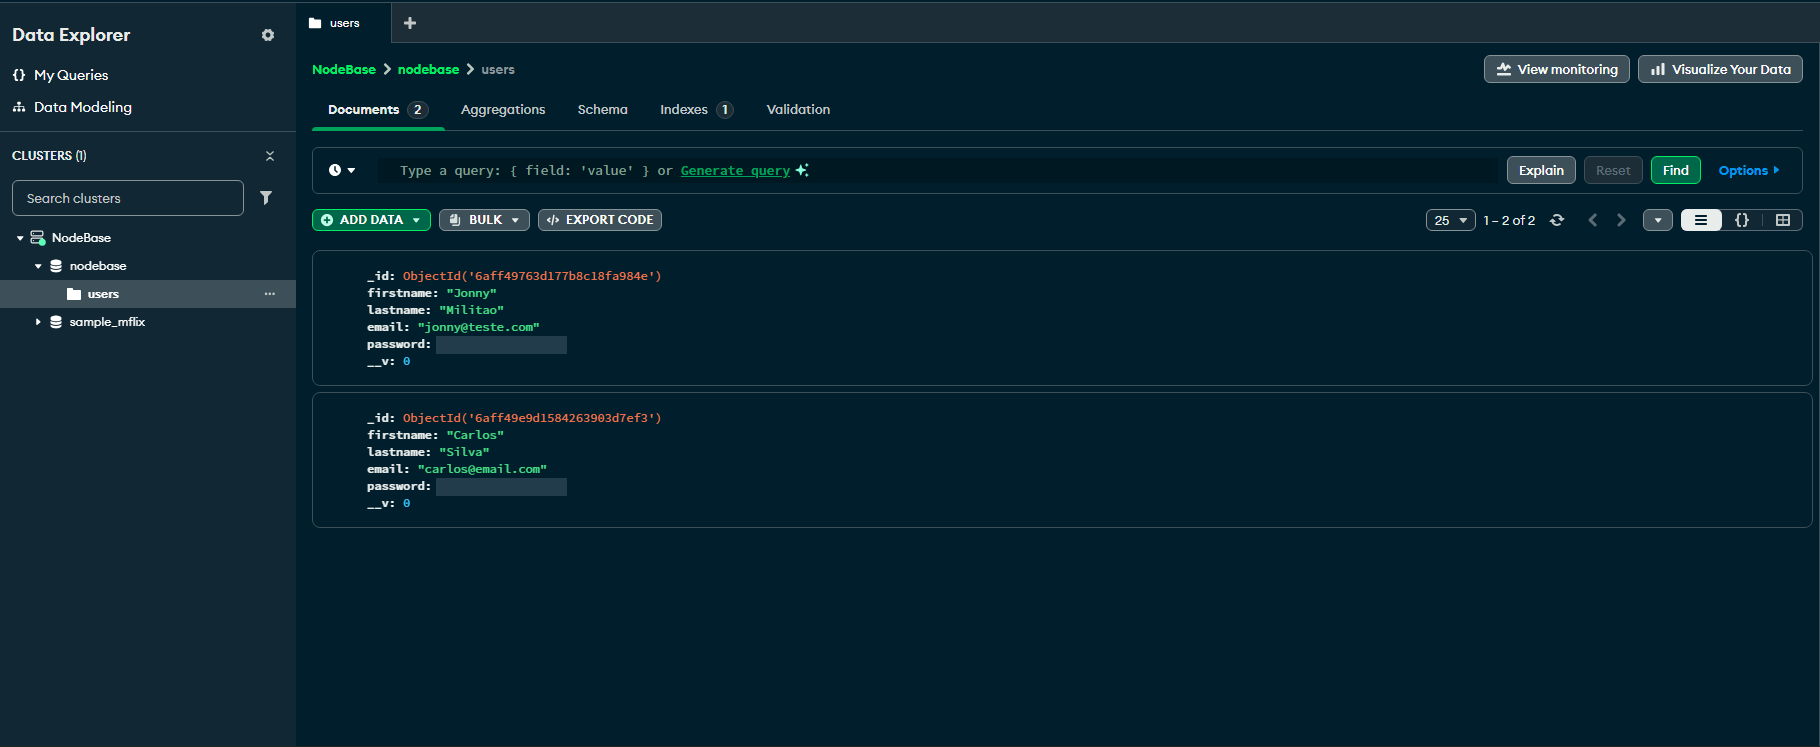 Data Explorer
My Queries
Data Modeling
CLUSTERS (1)
Search clusters
NodeBase
nodebase
users
sample_mflix
users
NodeBase > nodebase > users
View monitoring
Visualize Your Data
Documents 2 Aggregations Schema Indexes 1 Validation
Type a query: { field: 'value' } or Generate query
Explain Reset Find Options
ADD DATA BULK EXPORT CODE
25 1 – 2 of 2
_id: ObjectId('6aff49763d177b8c18fa984e')
firstname: "Jonny"
lastname: "Militao"
email: "jonny@teste.com"
password:
__v: 0
_id: ObjectId('6aff49e9d1584263903d7ef3')
firstname: "Carlos"
lastname: "Silva"
email: "carlos@email.com"
password:
__v: 0